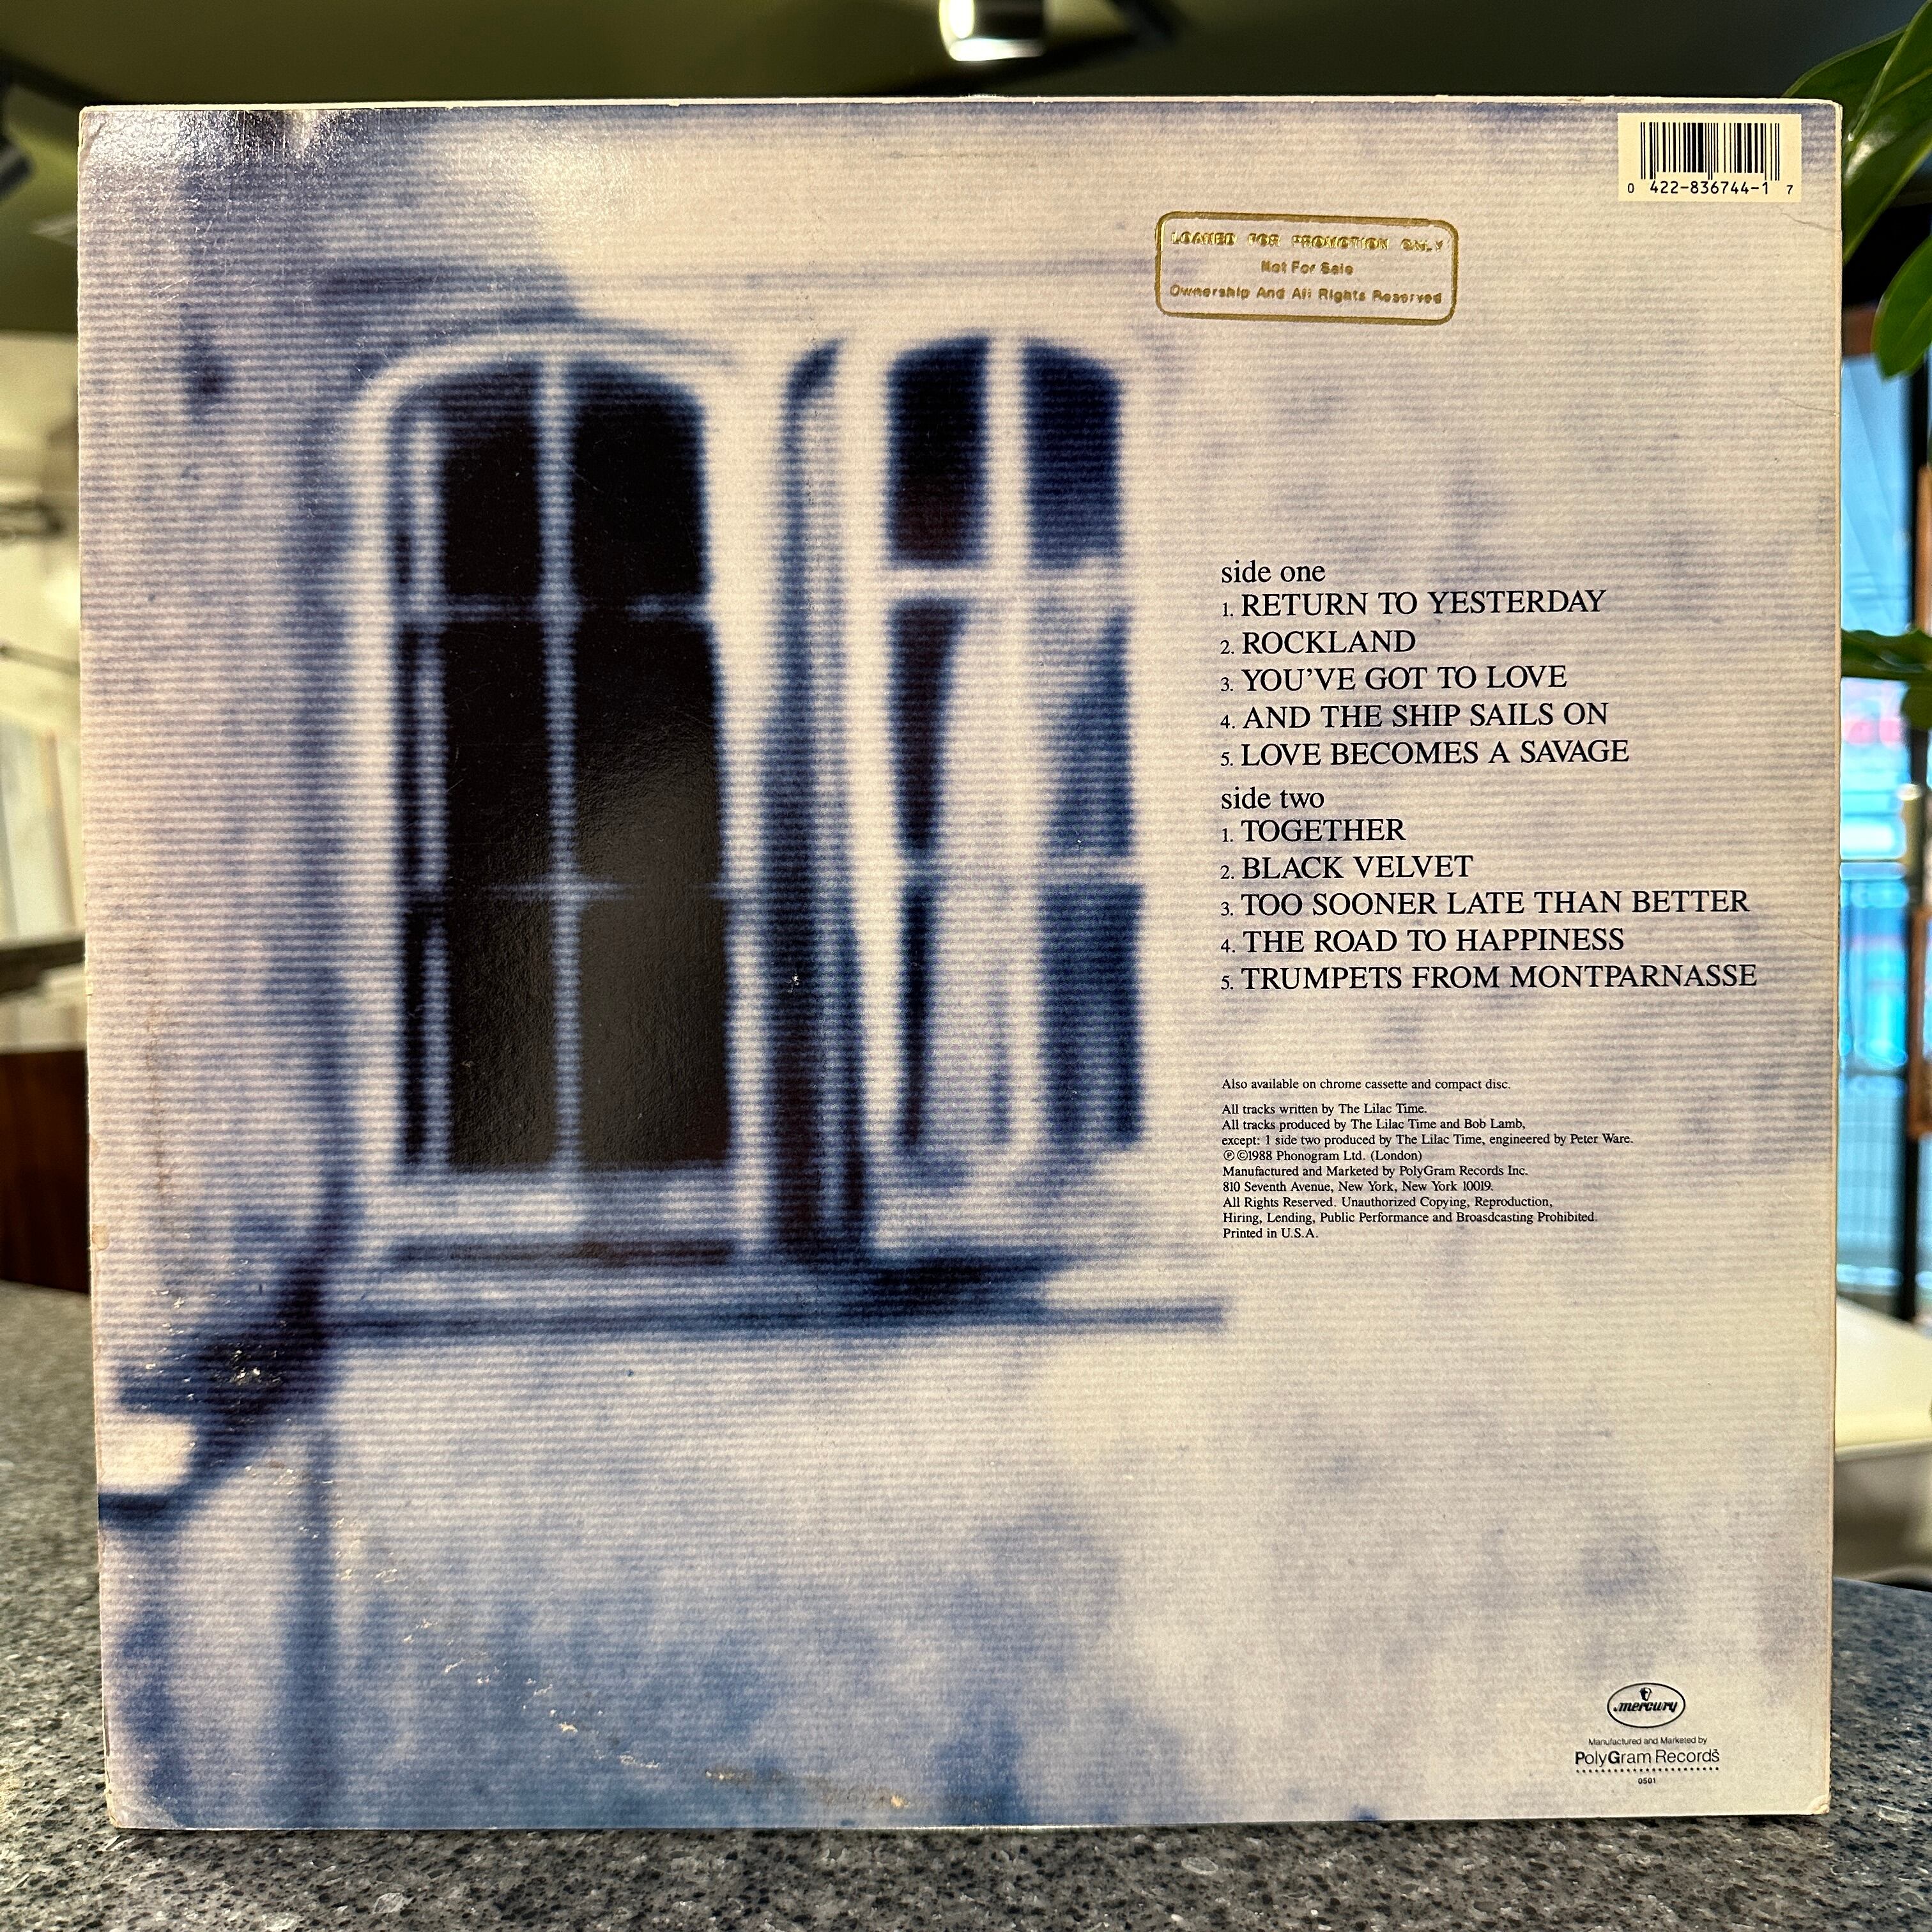 0 422-836744-1 7
LOANED FOR PROMOTION ONLY
Not For Sale
Ownership And All Rights Reserved
side one
1. RETURN TO YESTERDAY
2. ROCKLAND
3. YOU'VE GOT TO LOVE
4. AND THE SHIP SAILS ON
5. LOVE BECOMES A SAVAGE
side two
1. TOGETHER
2. BLACK VELVET
3. TOO SOONER LATE THAN BETTER
4. THE ROAD TO HAPPINESS
5. TRUMPETS FROM MONTPARNASSE
Also available on chrome cassette and compact disc.
All tracks written by The Lilac Time.
All tracks produced by The Lilac Time and Bob Lamb,
except: 1 side two produced by The Lilac Time, engineered by Peter Ware.
℗ ©1988 Phonogram Ltd. (London)
Manufactured and Marketed by PolyGram Records Inc.
810 Seventh Avenue, New York, New York 10019.
All Rights Reserved. Unauthorized Copying, Reproduction,
Hiring, Lending, Public Performance and Broasdcasting Prohibited.
Printed in U.S.A.
mercury
Manufactured and Marketed by
PolyGram Records
0501